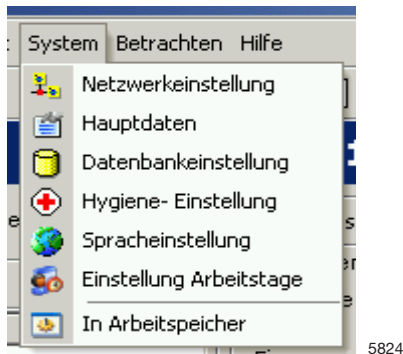 System Betrachten Hilfe
Netzwerkeinstellung
Hauptdaten
Datenbankeinstellung
Hygiene- Einstellung
Spracheinstellung
Einstellung Arbeitstage
In Arbeitspeicher
5824